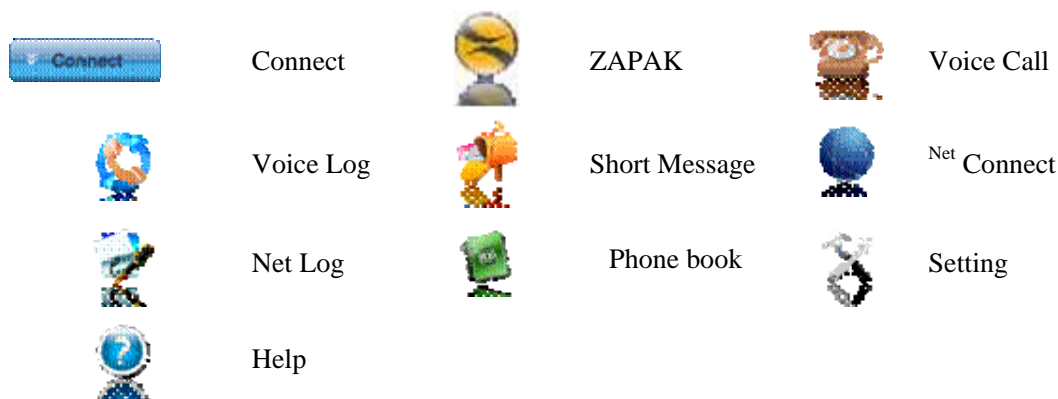 Connect Connect ZAPAK Voice Call
Voice Log Short Message Net Connect
Net Log Phone book Setting
? Help